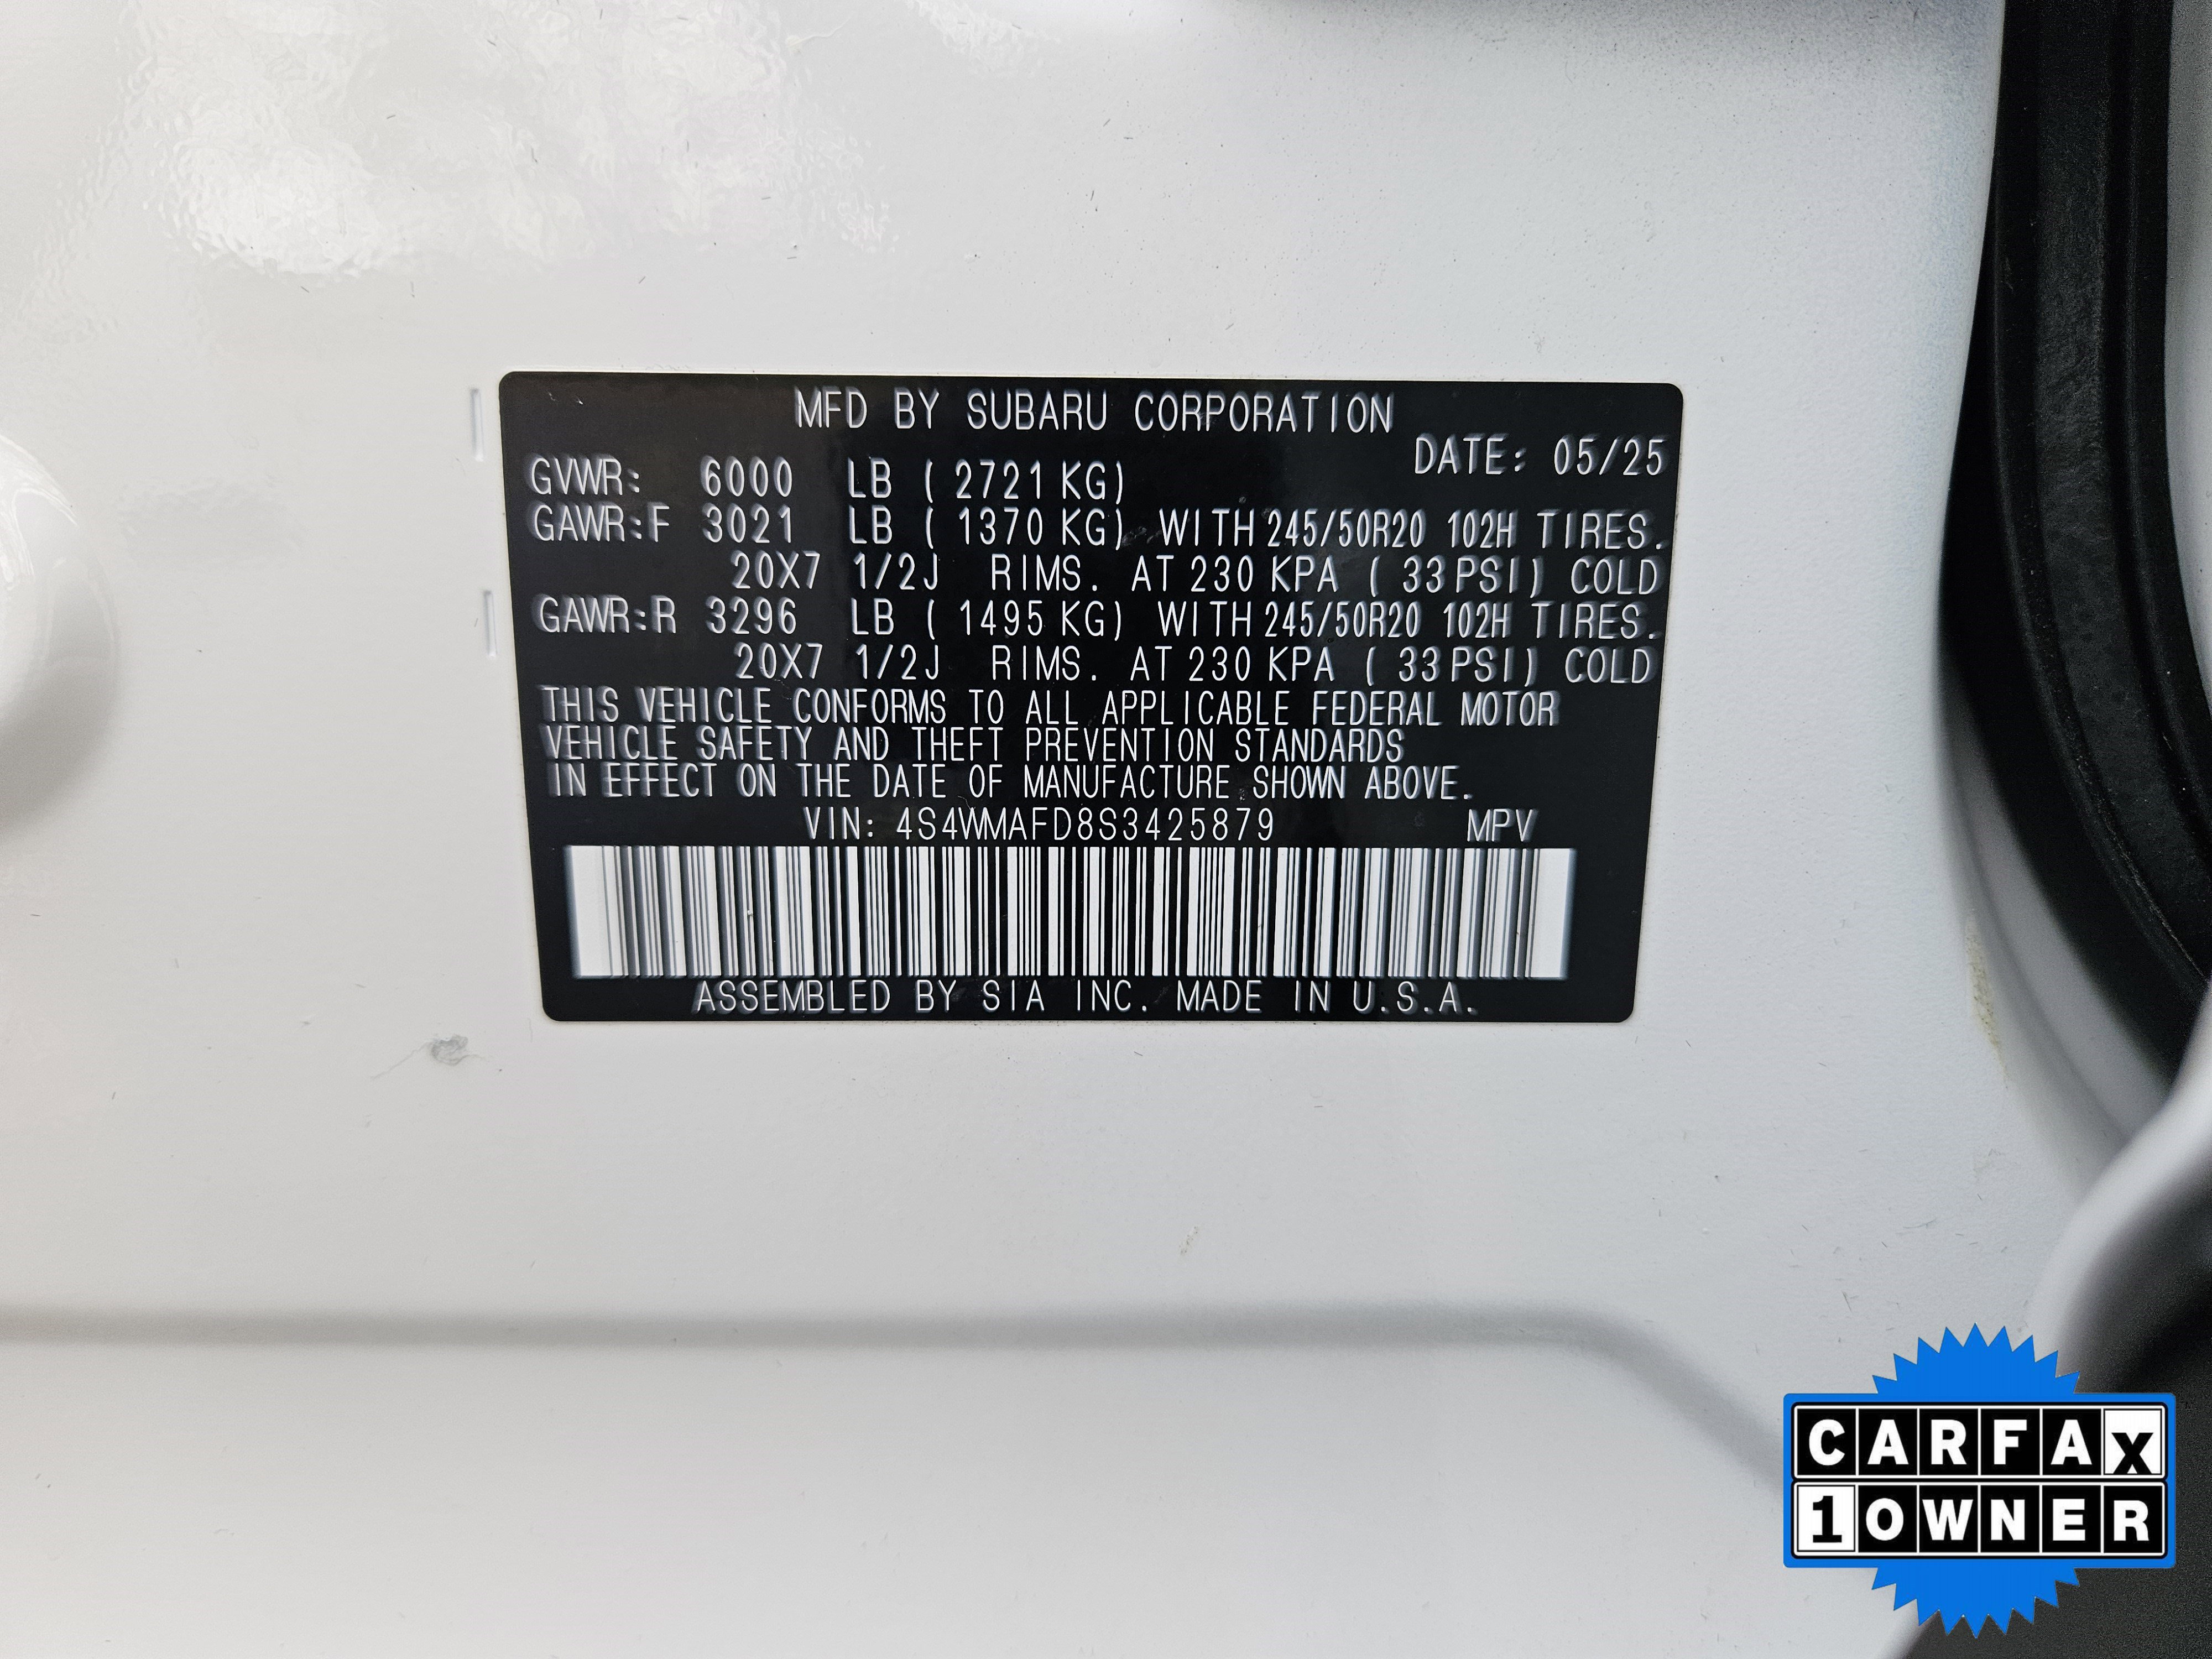 MFD BY SUBARU CORPORATION
DATE: 05/25
GVWR: 6000 LB (2721 KG)
GAWR:F 3021 LB (1370 KG) WITH 245/50R20 102H TIRES.
20X7 1/2J RIMS. AT 230 KPA (33 PSI) COLD
GAWR:R 3296 LB (1495 KG) WITH 245/50R20 102H TIRES.
20X7 1/2J RIMS. AT 230 KPA (33 PSI) COLD
THIS VEHICLE CONFORMS TO ALL APPLICABLE FEDERAL MOTOR
VEHICLE SAFETY AND THEFT PREVENTION STANDARDS
IN EFFECT ON THE DATE OF MANUFACTURE SHOWN ABOVE.
VIN: 4S4WMAFD8S3425879 MPV
ASSEMBLED BY SIA INC. MADE IN U.S.A.
CARFAX
1 OWNER